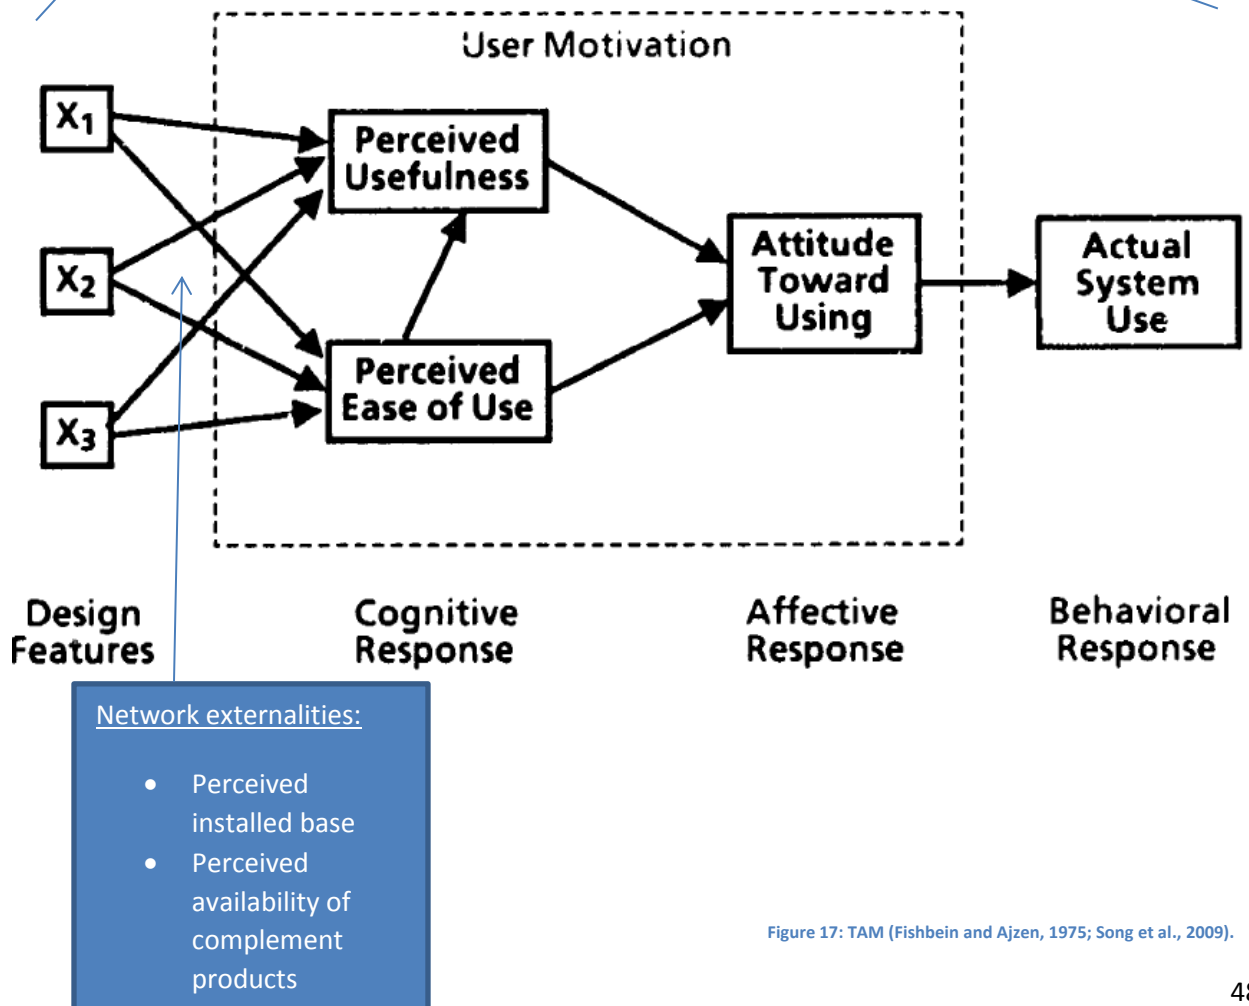 User Motivation
X1
Perceived
Usefulness
X2
Attitude
Toward
Using
Actual
System
Use
X3
Perceived
Ease of Use
Design
Features
Cognitive
Response
Affective
Response
Behavioral
Response
Network externalities:
• Perceived
installed base
• Perceived
availability of
complement
products
Figure 17: TAM (Fishbein and Ajzen, 1975; Song et al., 2009).
48